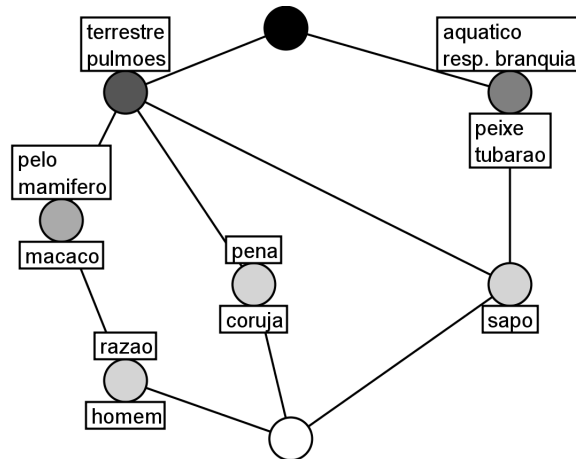 terrestre
pulmoes
aquatico
resp. branquia
peixe
tubarao
pelo
mamifero
macaco
pena
coruja
sapo
razao
homem